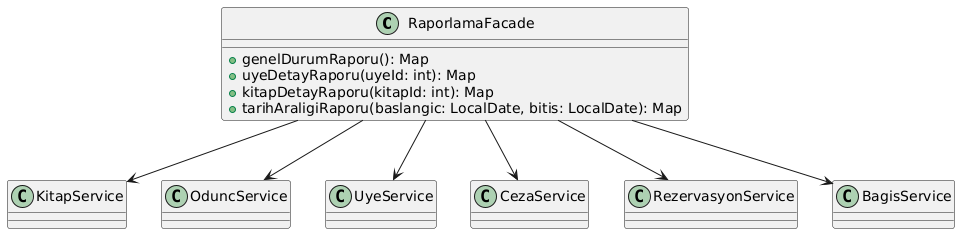 C RaporlamaFacade
genelDurumRaporu(): Map
uyeDetayRaporu(uyeId: int): Map
kitapDetayRaporu(kitapId: int): Map
tarihAraligiRaporu(baslangic: LocalDate, bitis: LocalDate): Map
C KitapService
C OduncService
C UyeService
C CezaService
C RezervasyonService
C BagisService